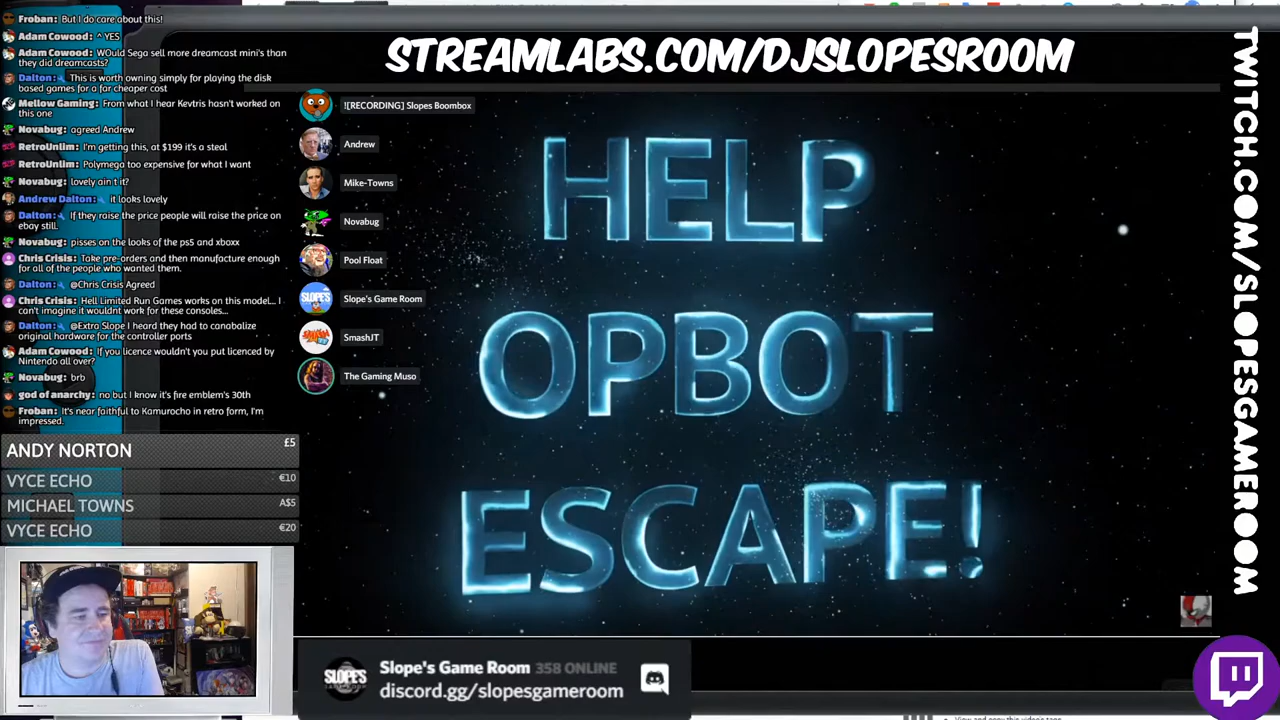 Froban: But I do care about this!
Adam Cowood: ^ YES
Adam Cowood: WOuld Sega sell more dreamcast mini's than
they did dreamcasts?
Dalton: This is worth owning simply for playing the disk
based games for a far cheaper cost
Mellow Gaming: From what I hear Kevtris hasn't worked on
this one
Novabug: agreed Andrew
RetroUnlim: I'm getting this, at $199 it's a steal
RetroUnlim: Polymega too expensive for what I want
Novabug: lovely ain't it?
Andrew Dalton: it looks lovely
Dalton: If they raise the price people will raise the price on
ebay still.
Novabug: pisses on the looks of the ps5 and xboxx
Chris Crisis: Take pre-orders and then manufacture enough
for all of the people who wanted them.
Dalton: @Chris Crisis Agreed
Chris Crisis: Hell Limited Run Games works on this model... I
can't imagine it wouldnt work for these consoles...
Dalton: @Extra Slope I heard they had to canabalize
original hardware for the controller ports
Adam Cowood: If you licence wouldn't you put licenced by
Nintendo all over?
Novabug: brb
god of anarchy: no but I know it's fire emblem's 30th
Froban: It's near faithful to Kamurocho in retro form, I'm
impressed.
ANDY NORTON £5
VYCE ECHO €10
MICHAEL TOWNS A$5
VYCE ECHO €20
STREAMLABS.COM/DJSLOPESROOM
![RECORDING] Slopes Boombox
Andrew
Mike-Towns
Novabug
Pool Float
Slope's Game Room
SmashJT
The Gaming Muso
HELP
OPBOT
ESCAPE!
SLOPE'S
Slope's Game Room 358 ONLINE
discord.gg/slopesgameroom
TWITCH.COM/SLOPESGAMEROOM
View and copy this video's tags